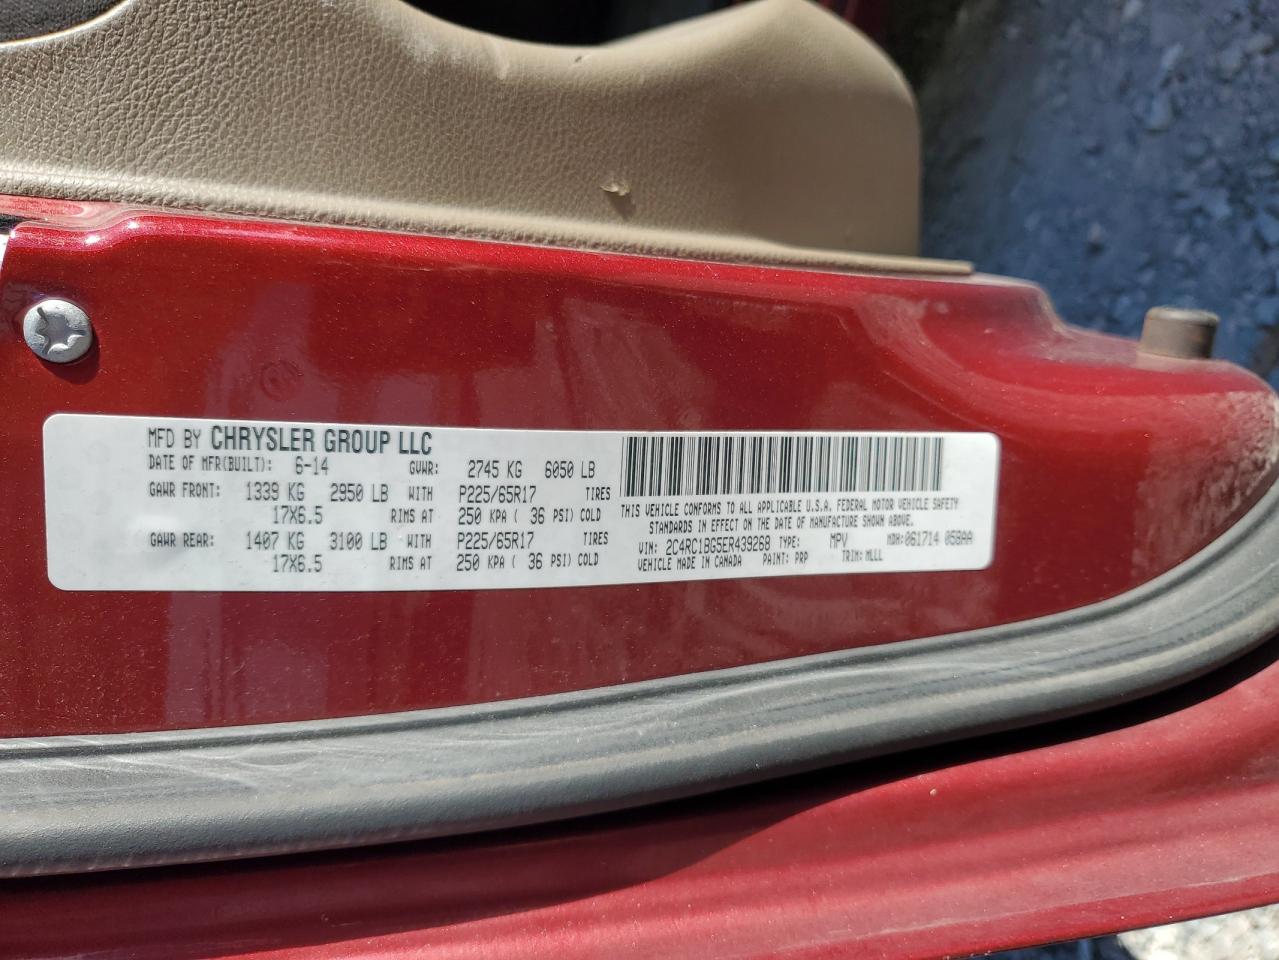 MFD BY CHRYSLER GROUP LLC
DATE OF MFR(BUILT): 6-14 GVWR: 2745 KG 6050 LB
GAWR FRONT: 1339 KG 2950 LB WITH P225/65R17 TIRES
17X6.5 RIMS AT 250 KPA ( 36 PSI) COLD
GAWR REAR: 1407 KG 3100 LB WITH P225/65R17 TIRES
17X6.5 RIMS AT 250 KPA ( 36 PSI) COLD
THIS VEHICLE CONFORMS TO ALL APPLICABLE U.S.A. FEDERAL MOTOR VEHICLE SAFETY
STANDARDS IN EFFECT ON THE DATE OF MANUFACTURE SHOWN ABOVE.
VIN: 2C4RC1BG5ER439268 TYPE: MPV MDH:061714 058AA
VEHICLE MADE IN CANADA PAINT: PRP TRIM: MLLL